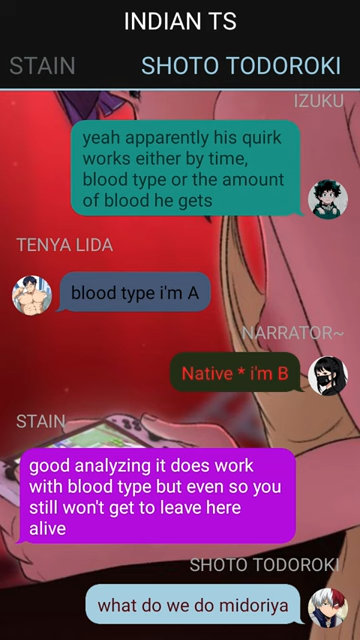 INDIAN TS
STAIN SHOTO TODOROKI
IZUKU
yeah apparently his quirk
works either by time,
blood type or the amount
of blood he gets
TENYA LIDA
blood type i'm A
NARRATOR~
Native * i'm B
STAIN
good analyzing it does work
with blood type but even so you
still won't get to leave here
alive
SHOTO TODOROKI
what do we do midoriya